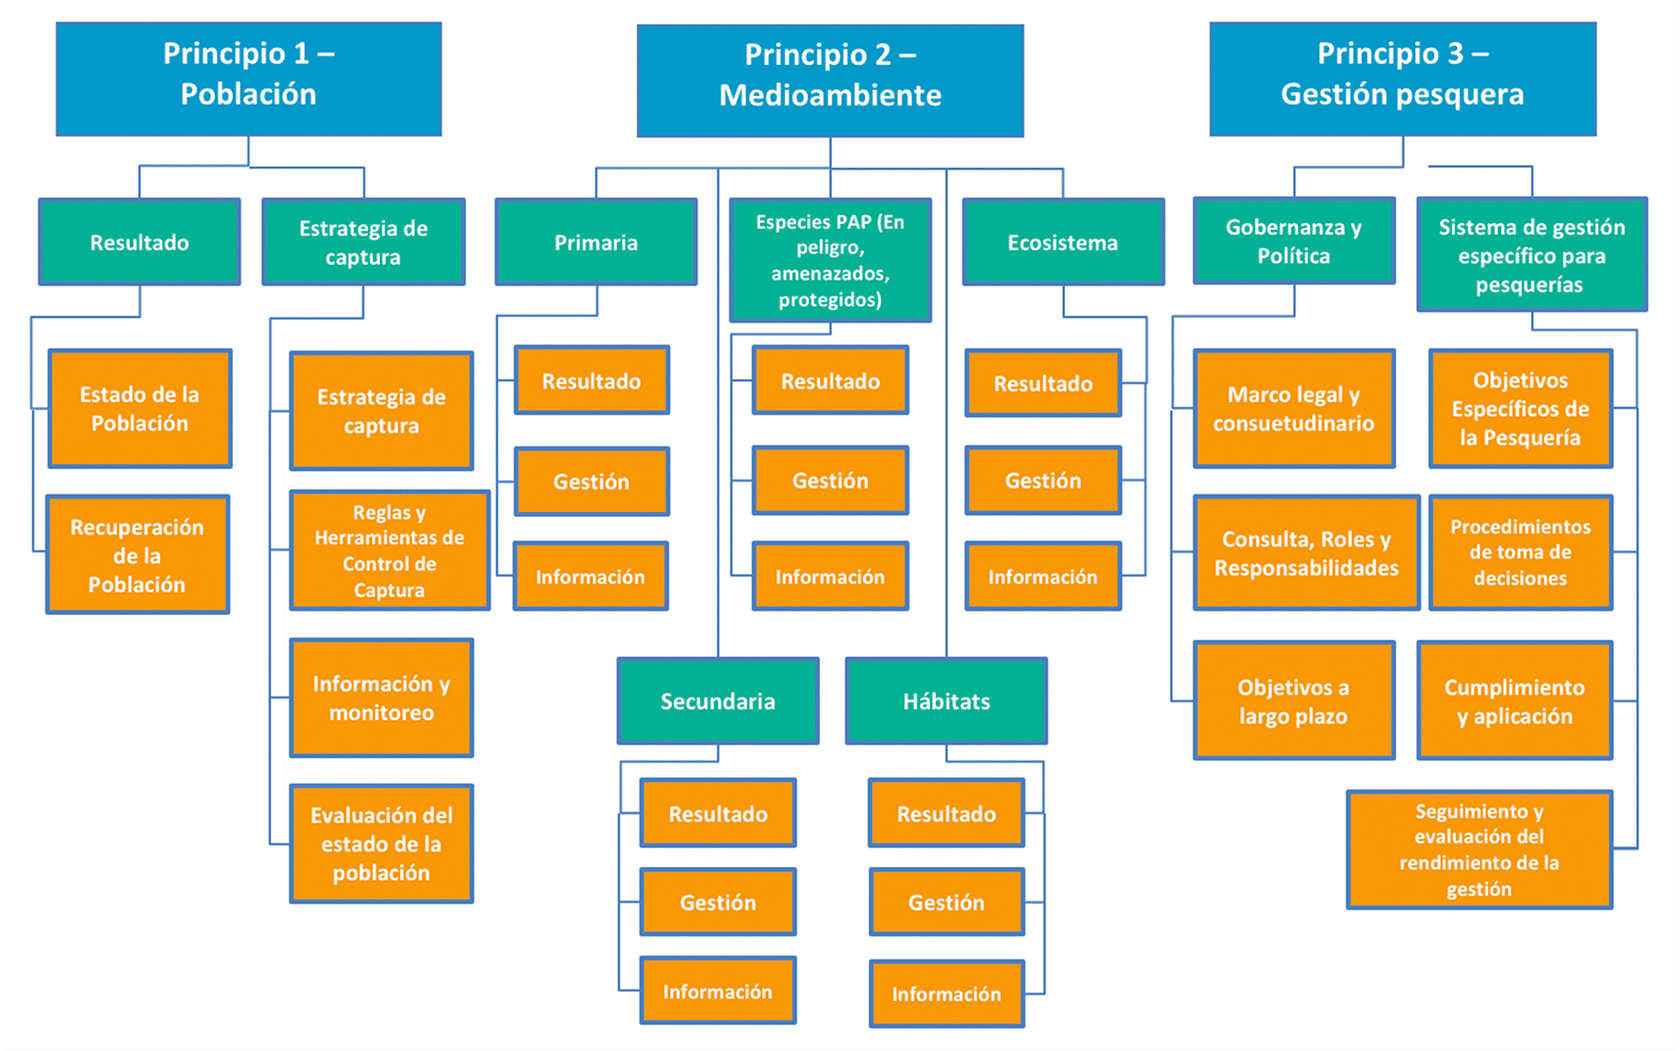 Principio 1 –
Población
Resultado
Estado de la
Población
Recuperación
de la
Población
Estrategia de
captura
Estrategia de
captura
Reglas y
Herramientas de
Control de
Captura
Información y
monitoreo
Evaluación del
estado de la
población
Principio 2 –
Medioambiente
Primaria
Resultado
Gestión
Información
Secundaria
Resultado
Gestión
Información
Especies PAP (En
peligro,
amenazados,
protegidos)
Resultado
Gestión
Información
Hábitats
Resultado
Gestión
Información
Ecosistema
Resultado
Gestión
Información
Principio 3 –
Gestión pesquera
Gobernanza y
Política
Marco legal y
consuetudinario
Consulta, Roles y
Responsabilidades
Objetivos a
largo plazo
Sistema de gestión
específico para
pesquerías
Objetivos
Específicos de
la Pesquería
Procedimientos
de toma de
decisiones
Cumplimiento
y aplicación
Seguimiento y
evaluación del
rendimiento de la
gestión